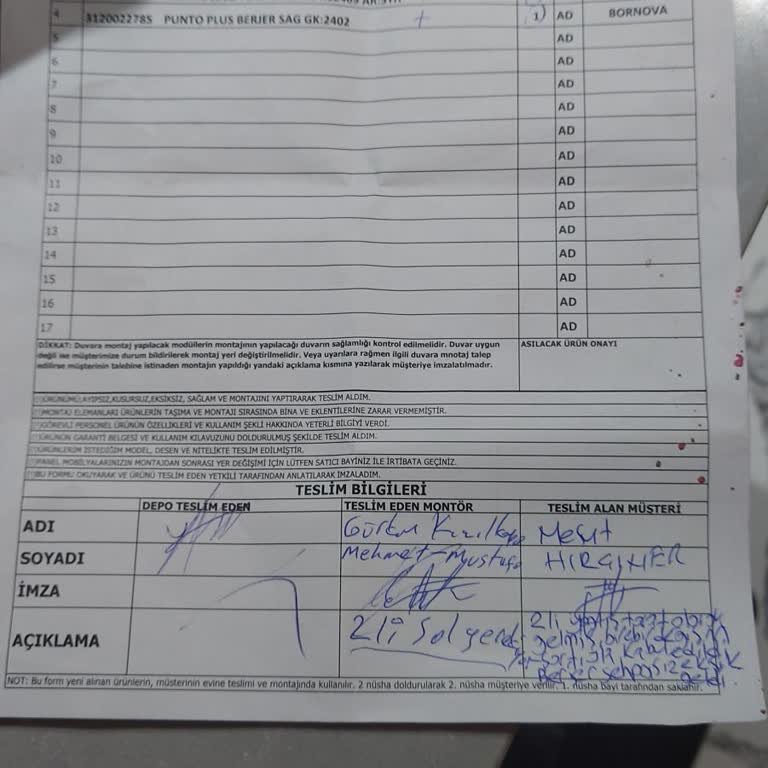 4 3120022785 PUNTO PLUS BERJER SAG GK:2402 + 1 AD BORNOVA
5 AD
6 AD
7 AD
8 AD
9 AD
10 AD
11 AD
12 AD
13 AD
14 AD
15 AD
16 AD
17 AD
DİKKAT: Duvara montaj yapılacak modüllerin montajının yapılacağı duvarın sağlamlığı kontrol edilmelidir. Duvar uygun
değil ise müşterimize durum bildirilerek montaj yeri değiştirilmelidir. Veya uyarılara rağmen ilgili duvara mnotaj talep
edilirse müşterinin talebine istinaden montajın yapıldığı yandaki açıklama kısmına yazılarak müşteriye imzalatılmadır.
ASILACAK ÜRÜN ONAYI
ÜRÜNÜMÜ AYIPSIZ,KUSURSUZ,EKSİKSİZ, SAĞLAM VE MONTAJINI YAPTIRARAK TESLİM ALDIM.
MONTAJ ELEMANLARI ÜRÜNLERİN TAŞIMA VE MONTAJI SIRASINDA BİNA VE EKLENTİLERİNE ZARAR VERMEMİŞTİR.
GÖREVLİ PERSONEL ÜRÜNÜN ÖZELLİKLERİ VE KULLANIM ŞEKLİ HAKKINDA YETERLİ BİLGİYİ VERDİ.
ÜRÜNÜN GARANTİ BELGESİ VE KULLANIM KILAVUZUNU DOLDURULMUŞ ŞEKİLDE TESLİM ALDIM.
ÜRÜNLERİM İSTEDİĞİM MODEL, DESEN VE NİTELİKTE TESLİM EDİLMİŞTİR.
PANEL MOBİLYALARINIZIN MONTAJDAN SONRASI YER DEĞİŞİMİ İÇİN LÜTFEN SATICI BAYİNİZ İLE İRTİBATA GEÇİNİZ.
BU FORMU OKUYARAK VE ÜRÜNÜ TESLİM EDEN YETKİLİ TARAFINDAN ANLATILARAK İMZALADIM.
TESLİM BİLGİLERİ
DEPO TESLİM EDEN TESLİM EDEN MONTÖR TESLİM ALAN MÜŞTERİ
ADI Mesut
SOYADI Mehmet-Mustafa
İMZA
AÇIKLAMA 2li Sol
2li
gelmiş
Berjer
geldi
NOT: Bu form yeni alınan ürünlerin, müsterinin evine teslimi ve montajında kullanılır. 2 nüsha doldurularak 2. nüsha müşteriye verilir. 1. nüsha bayi tarafından saklanır.